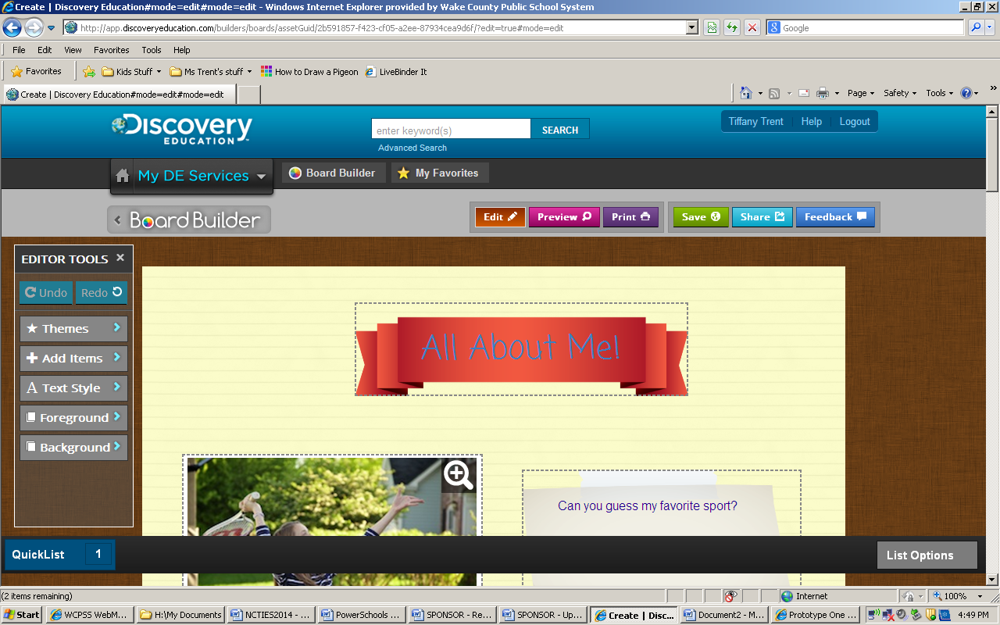 Create | Discovery Education#mode=edit#mode=edit - Windows Internet Explorer provided by Wake County Public School System
http://app.discoveryeducation.com/builders/boards/assetGuid/2b591857-f423-cf05-a2ee-87934cea9d6f/?edit=true#mode=edit
Google
File Edit View Favorites Tools Help
Favorites Kids Stuff Ms Trent's stuff How to Draw a Pigeon LiveBinder It
Create | Discovery Education#mode=edit#mode=edit
Page Safety Tools »
Discovery
EDUCATION™
enter keyword(s) SEARCH
Advanced Search
Tiffany Trent Help Logout
My DE Services Board Builder My Favorites
Board Builder
Edit Preview Print Save Share Feedback
EDITOR TOOLS ×
Undo Redo
Themes
Add Items
Text Style
Foreground
Background
All About Me!
Can you guess my favorite sport?
QuickList 1
List Options
(2 items remaining) Internet 100%
Start WCPSS WebM... H:\My Documents NCTIES2014 - ... PowerSchools ... SPONSOR - Re... SPONSOR - Up... Create | Disc... Document2 - M... Prototype One ... 4:49 PM